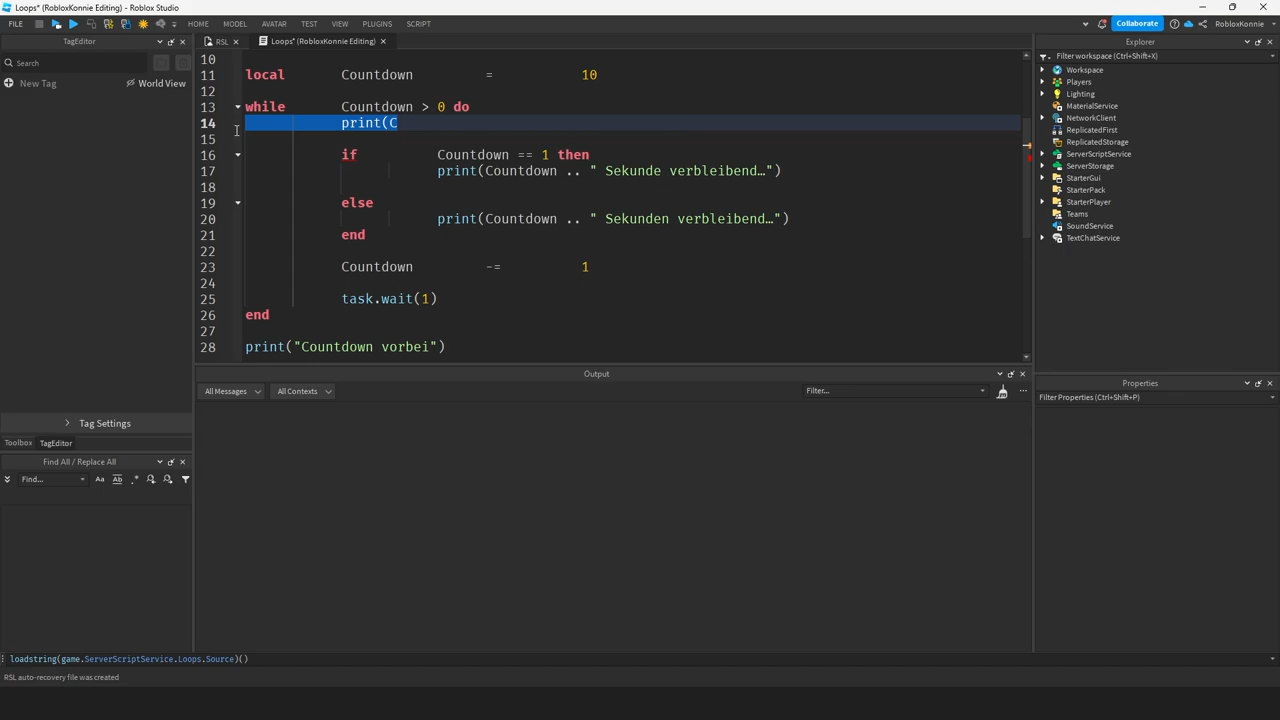 Loops* (RobloxKonnie Editing) - Roblox Studio
FILE HOME MODEL AVATAR TEST VIEW PLUGINS SCRIPT Collaborate RobloxKonnie
TagEditor
Search
New Tag World View
Tag Settings
Toolbox TagEditor
Find All / Replace All
Find... Aa Ab .*
RSL Loops* (RobloxKonnie Editing)
10
11 local Countdown = 10
12
13 while Countdown > 0 do
14 print(C
15
16 if Countdown == 1 then
17 print(Countdown .. " Sekunde verbleibend…")
18
19 else
20 print(Countdown .. " Sekunden verbleibend…")
21 end
22
23 Countdown -= 1
24
25 task.wait(1)
26 end
27
28 print("Countdown vorbei")
Output
All Messages All Contexts Filter...
Explorer
Filter workspace (Ctrl+Shift+X)
Workspace
Players
Lighting
MaterialService
NetworkClient
ReplicatedFirst
ReplicatedStorage
ServerScriptService
ServerStorage
StarterGui
StarterPack
StarterPlayer
Teams
SoundService
TextChatService
Properties
Filter Properties (Ctrl+Shift+P)
loadstring(game.ServerScriptService.Loops.Source)()
RSL auto-recovery file was created